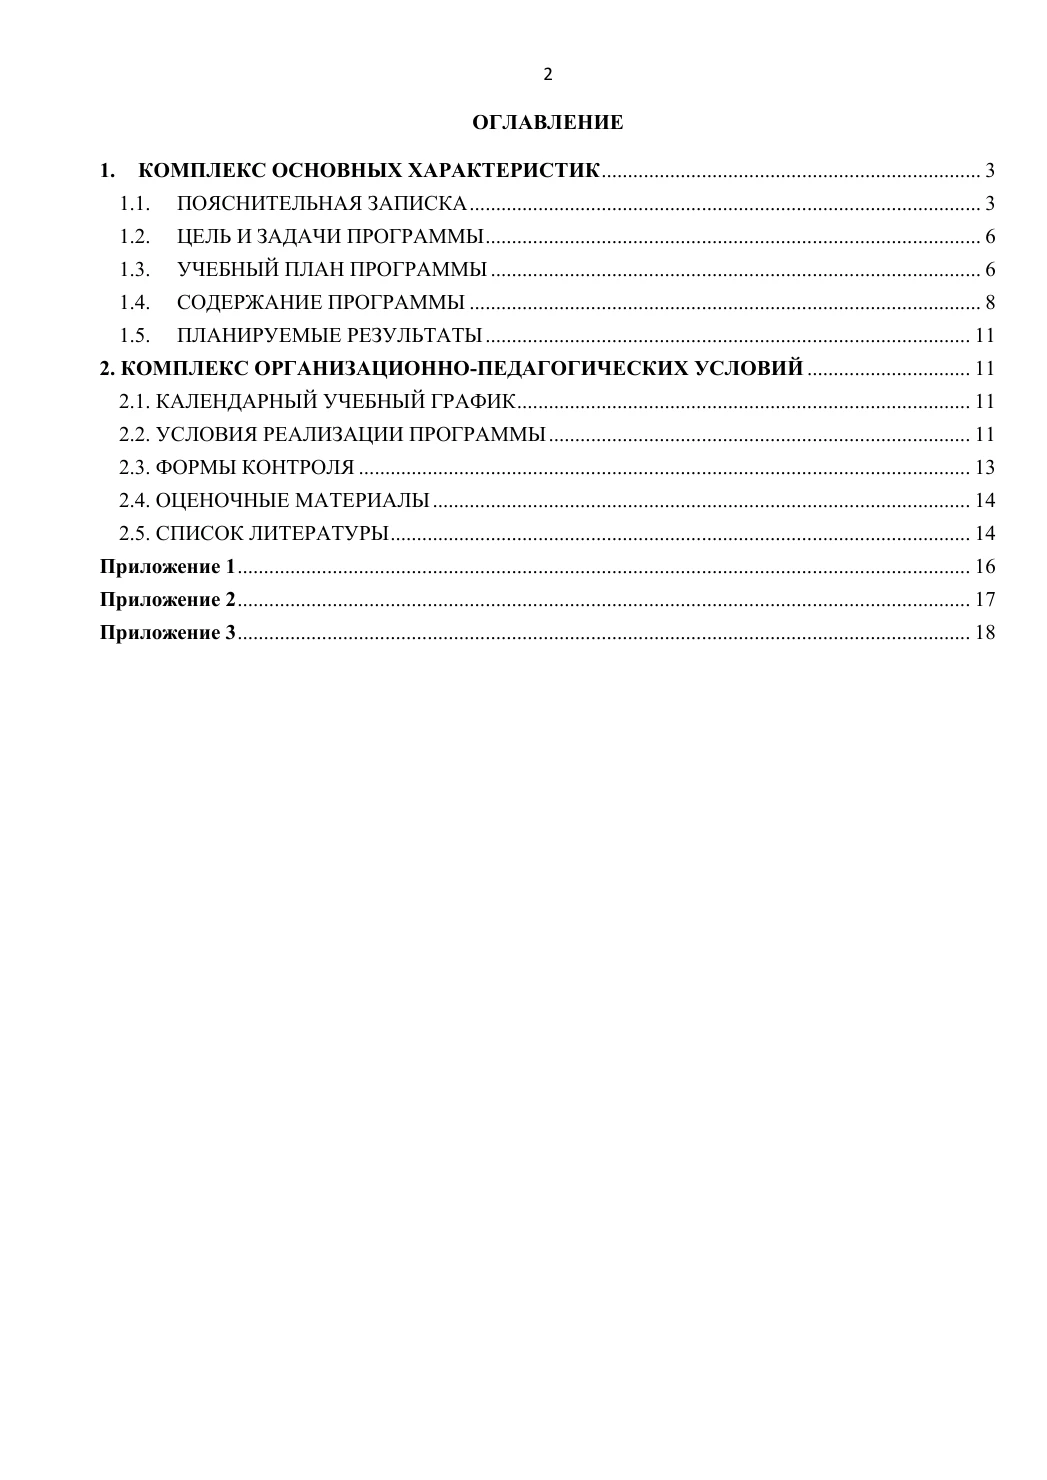 2
ОГЛАВЛЕНИЕ
1. КОМПЛЕКС ОСНОВНЫХ ХАРАКТЕРИСТИК 3
1.1. ПОЯСНИТЕЛЬНАЯ ЗАПИСКА 3
1.2. ЦЕЛЬ И ЗАДАЧИ ПРОГРАММЫ 6
1.3. УЧЕБНЫЙ ПЛАН ПРОГРАММЫ 6
1.4. СОДЕРЖАНИЕ ПРОГРАММЫ 8
1.5. ПЛАНИРУЕМЫЕ РЕЗУЛЬТАТЫ 11
2. КОМПЛЕКС ОРГАНИЗАЦИОННО-ПЕДАГОГИЧЕСКИХ УСЛОВИЙ 11
2.1. КАЛЕНДАРНЫЙ УЧЕБНЫЙ ГРАФИК 11
2.2. УСЛОВИЯ РЕАЛИЗАЦИИ ПРОГРАММЫ 11
2.3. ФОРМЫ КОНТРОЛЯ 13
2.4. ОЦЕНОЧНЫЕ МАТЕРИАЛЫ 14
2.5. СПИСОК ЛИТЕРАТУРЫ 14
Приложение 1 16
Приложение 2 17
Приложение 3 18